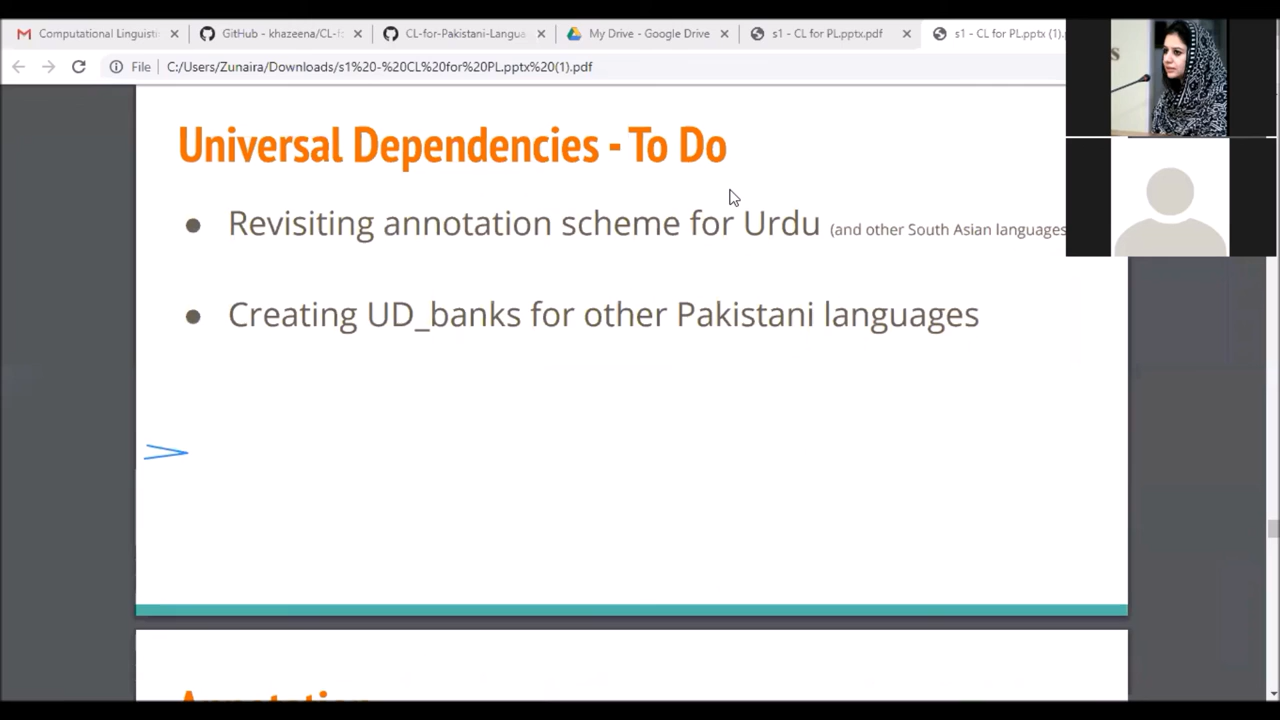 Computational Linguisti
GitHub - khazeena/CL-fo
CL-for-Pakistani-Langua
My Drive - Google Drive
s1 - CL for PL.pptx.pdf
s1 - CL for PL.pptx (1).p
File
C:/Users/Zunaira/Downloads/s1%20-%20CL%20for%20PL.pptx%20(1).pdf
Universal Dependencies - To Do
● Revisiting annotation scheme for Urdu (and other South Asian languages
● Creating UD_banks for other Pakistani languages
Annotation